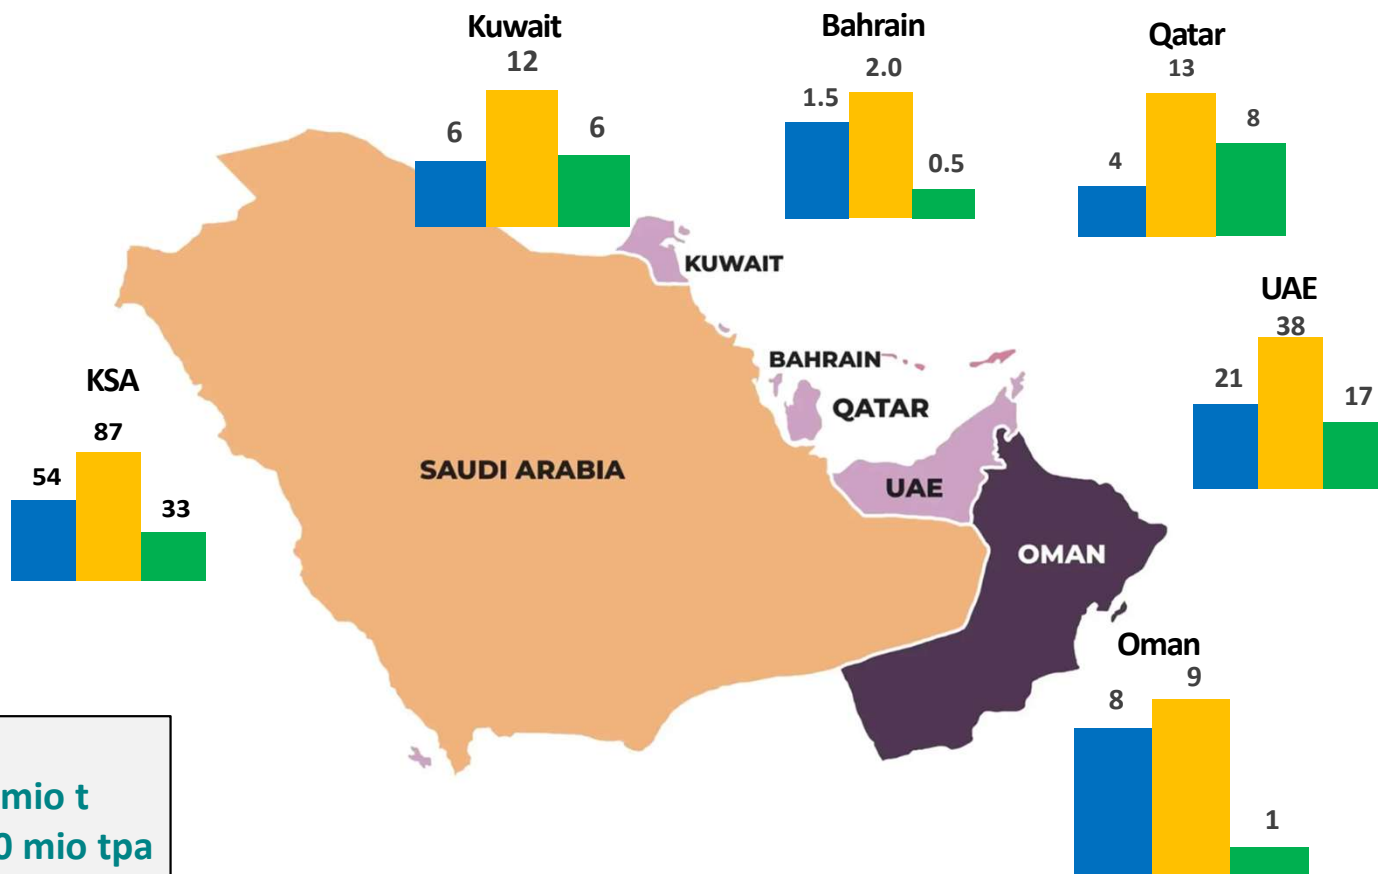 Kuwait
12
6
6
Bahrain
2.0
1.5
0.5
Qatar
13
4
8
KUWAIT
UAE
38
21
17
BAHRAIN
QATAR
KSA
87
54
33
SAUDI ARABIA
UAE
OMAN
Oman
9
8
1
mio t
0 mio tpa